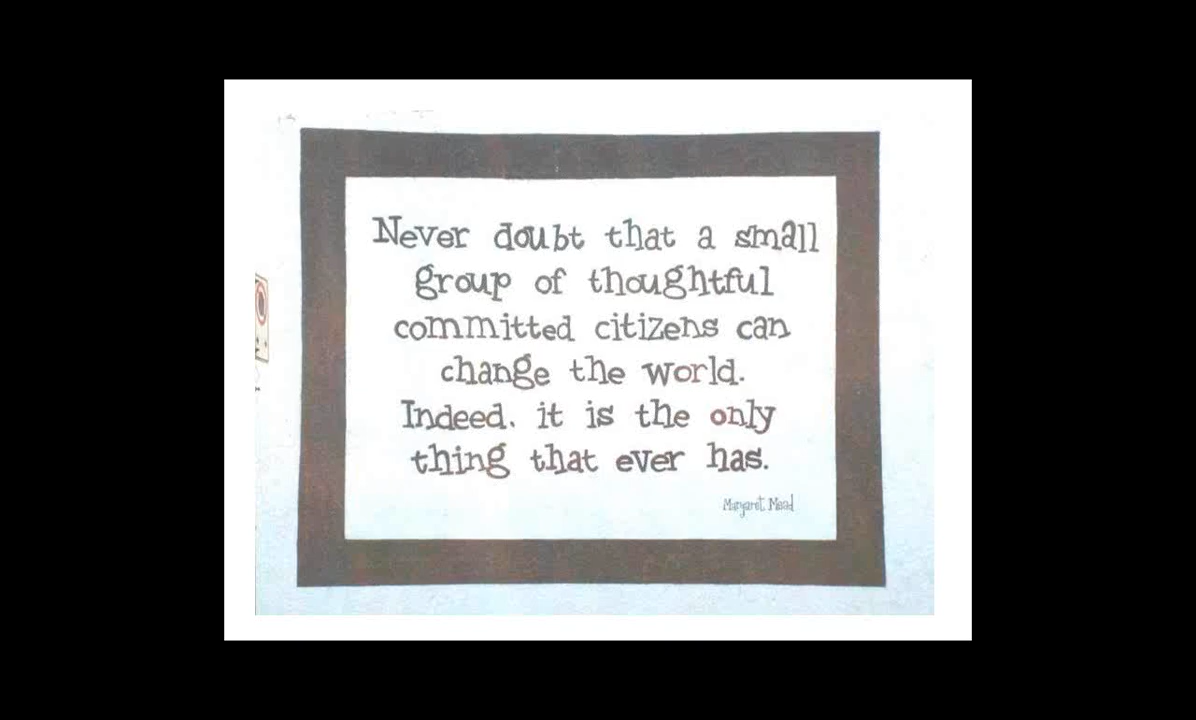 Never doubt that a small
group of thoughtful
committed citizens can
change the world.
Indeed. it is the only
thing that ever has.
Margaret Mead